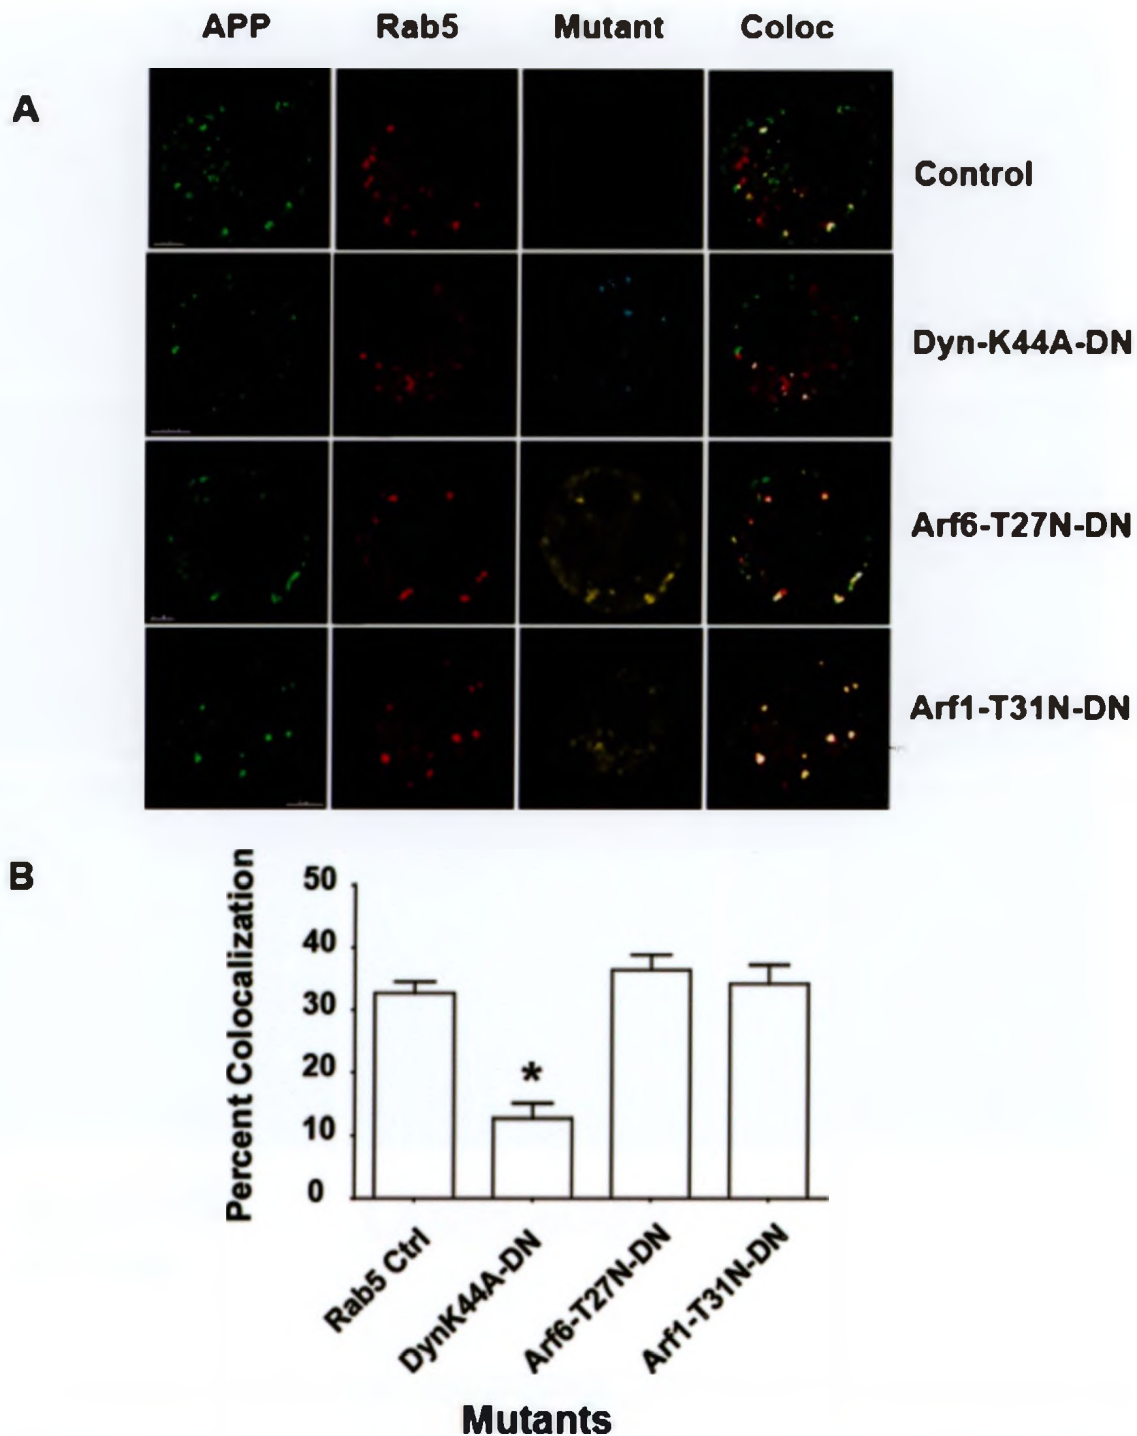 APP Rab5 Mutant Coloc
A
Control
Dyn-K44A-DN
Arf6-T27N-DN
Arf1-T31N-DN
B
Percent Colocalization
50
40
30
20
10
0
*
Rab5 Ctrl
DynK44A-DN
Arf6-T27N-DN
Arf1-T31N-DN
Mutants